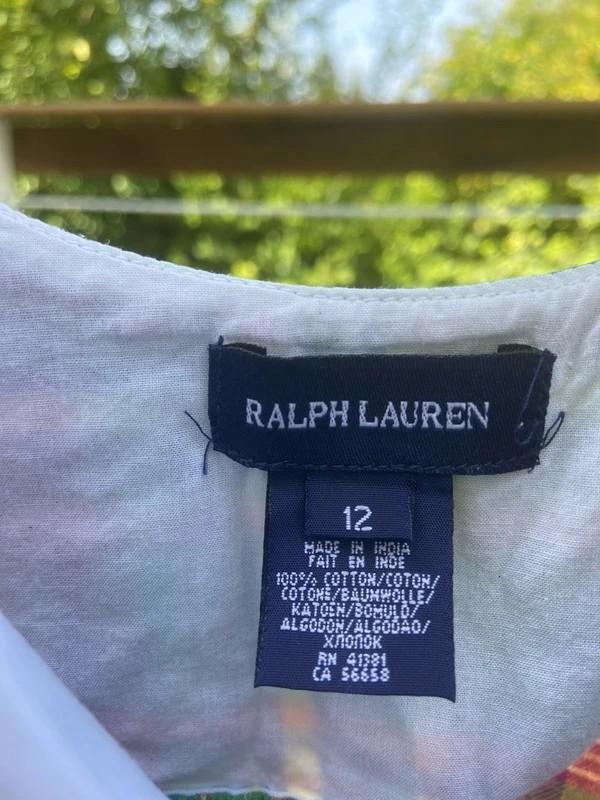 RALPH LAUREN
12
MADE IN INDIA
FAIT EN INDE
100% COTTON/COTON/
COTONE/BAUMWOLLE/
KATOEN/BOMULD/
ALGODON/ALGODAO/
ХЛОПОК
RN 41381
CA 56658